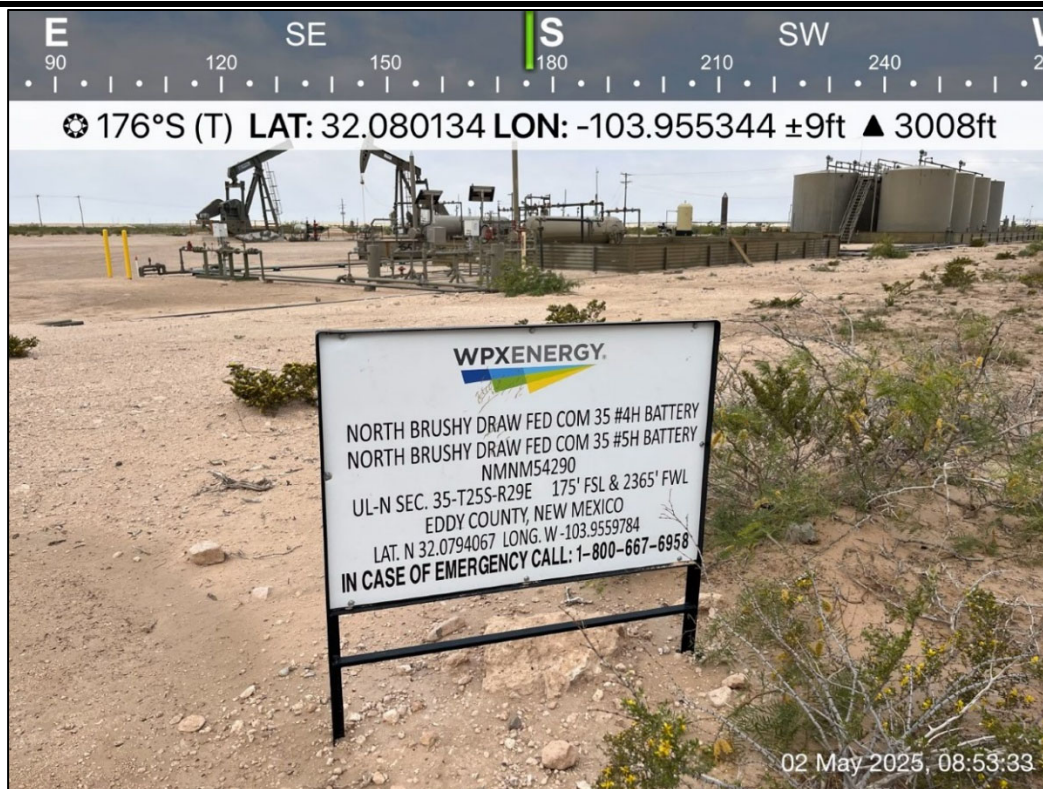 E SE S SW W
90 120 150 180 210 240
176°S (T) LAT: 32.080134 LON: -103.955344 ±9ft ▲ 3008ft
WPXENERGY.
NORTH BRUSHY DRAW FED COM 35 #4H BATTERY
NORTH BRUSHY DRAW FED COM 35 #5H BATTERY
NMNM54290
UL-N SEC. 35-T25S-R29E 175' FSL & 2365' FWL
EDDY COUNTY, NEW MEXICO
LAT. N 32.0794067 LONG. W -103.9559784
IN CASE OF EMERGENCY CALL: 1-800-667-6958
02 May 2025, 08:53:33